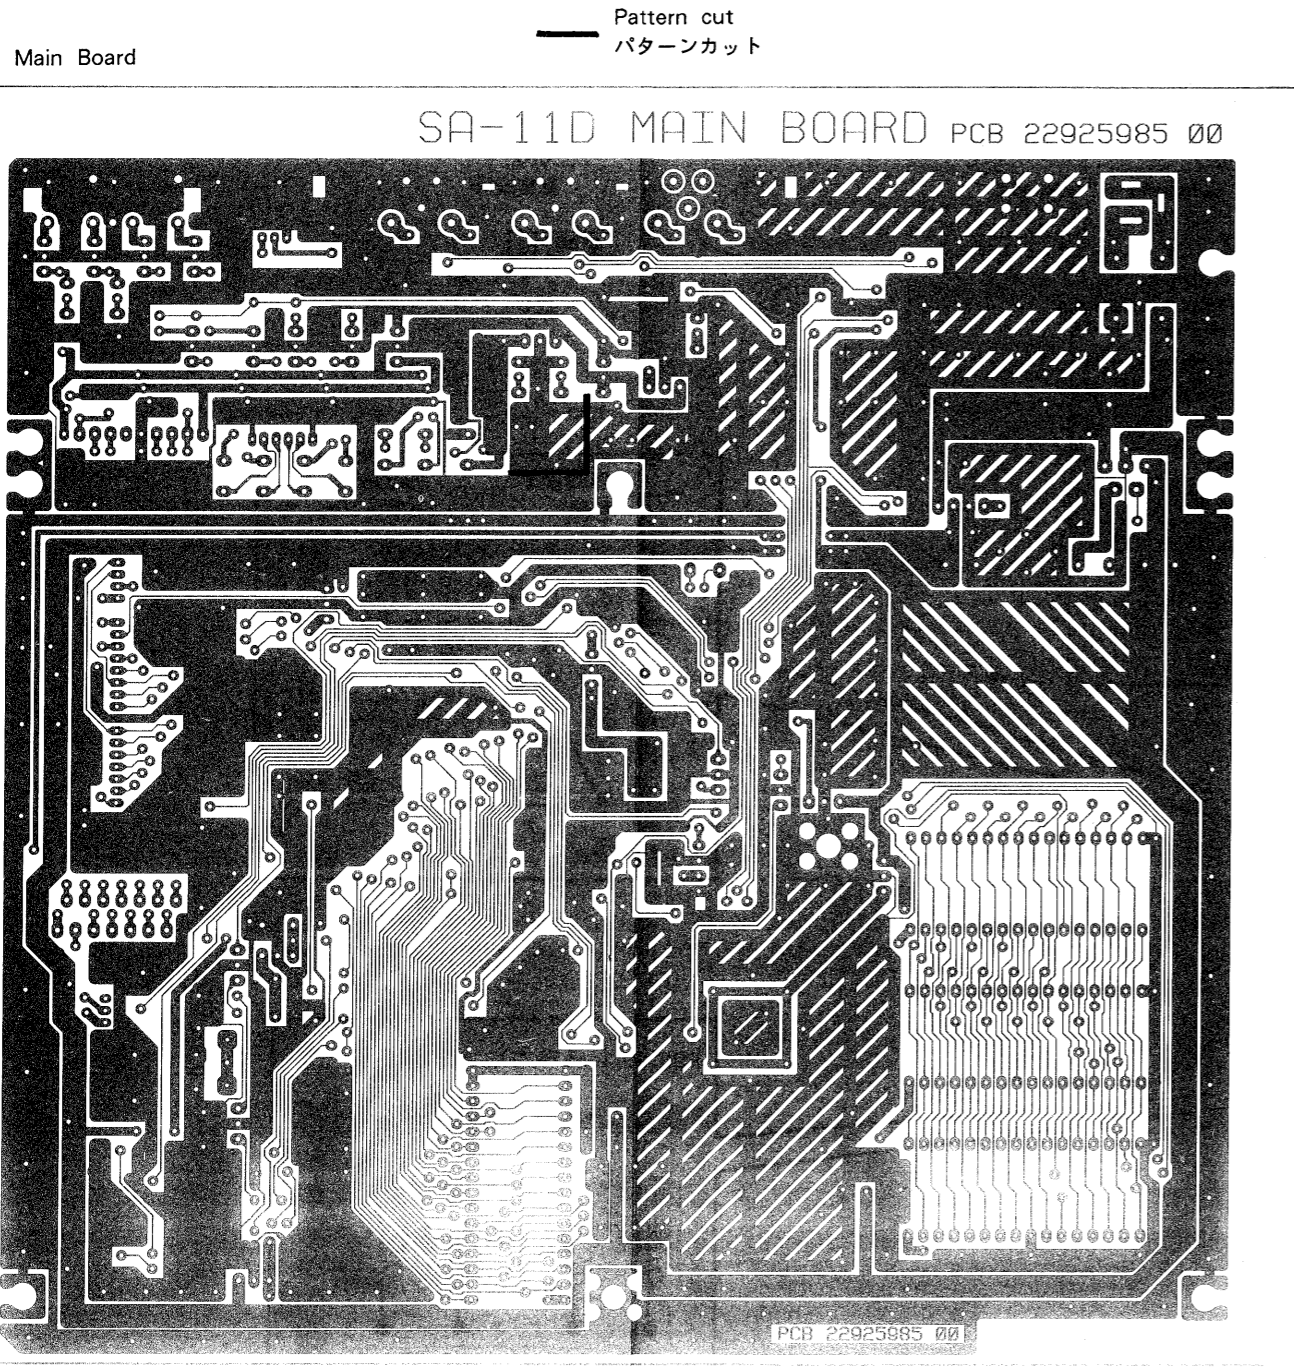 Pattern cut
パターンカット
Main Board
SA-11D MAIN BOARD PCB 22925985 00
PCB 22925985 00